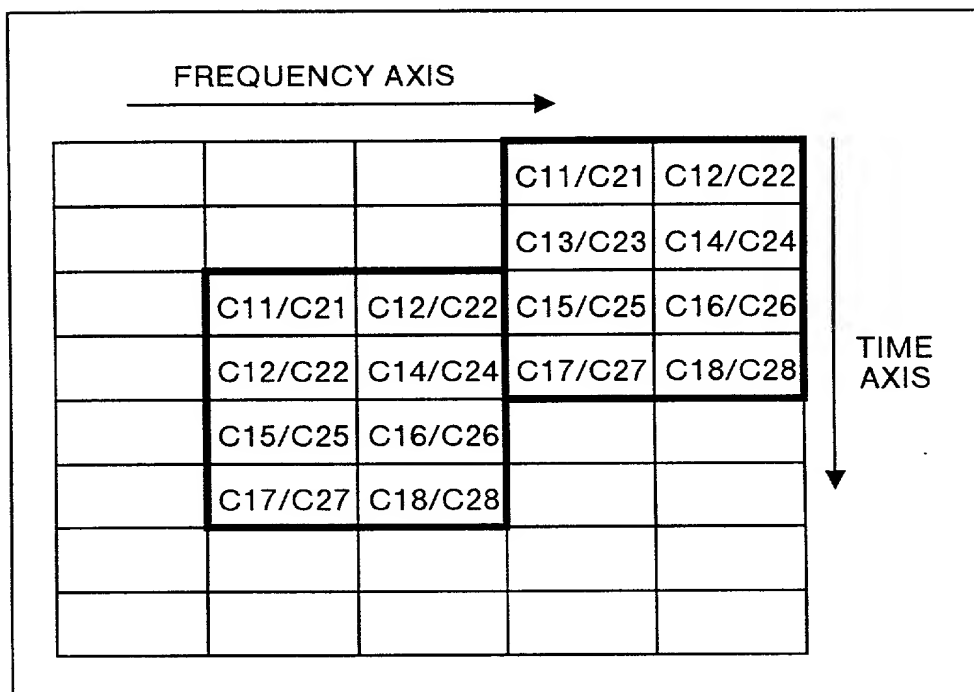 FREQUENCY AXIS
C11/C21 C12/C22
C13/C23 C14/C24
C11/C21 C12/C22 C15/C25 C16/C26
C12/C22 C14/C24 C17/C27 C18/C28
C15/C25 C16/C26
C17/C27 C18/C28
TIME
AXIS